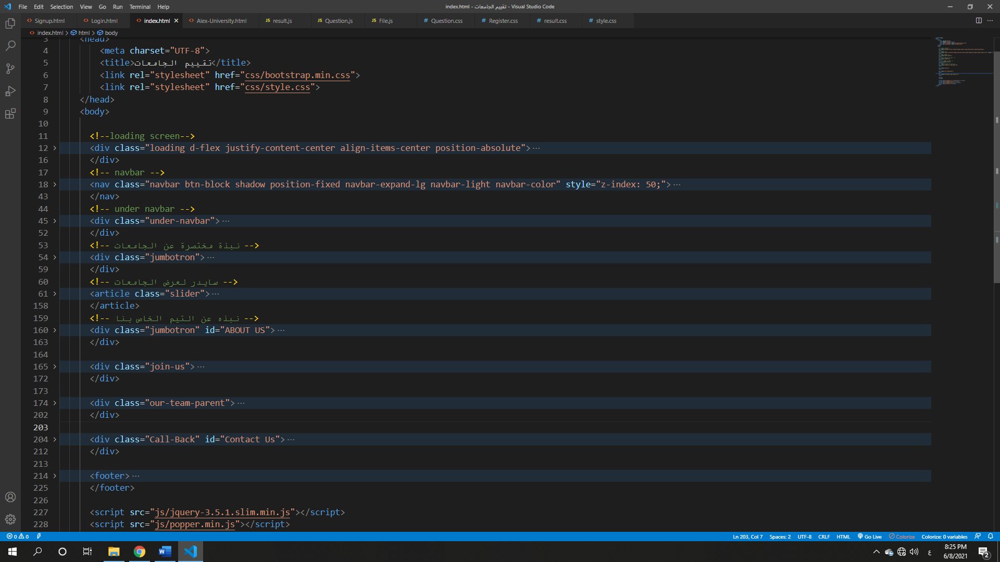 File Edit Selection View Go Run Terminal Help
index.html - تقييم الجامعات - Visual Studio Code
Signup.html Login.html index.html Alex-University.html result.js Question.js File.js Question.css Register.css result.css style.css
index.html > html > body
3 <head>
4 <meta charset="UTF-8">
5 <title>تقييم الجامعات</title>
6 <link rel="stylesheet" href="css/bootstrap.min.css">
7 <link rel="stylesheet" href="css/style.css">
8 </head>
9 <body>
10
11 <!--loading screen-->
12 <div class="loading d-flex justify-content-center align-items-center position-absolute">…
16 </div>
17 <!-- navbar -->
18 <nav class="navbar btn-block shadow position-fixed navbar-expand-lg navbar-light navbar-color" style="z-index: 50;">…
43 </nav>
44 <!-- under navbar -->
45 <div class="under-navbar">…
52 </div>
53 <!-- نبذة مختصرة عن الجامعات -->
54 <div class="jumbotron">…
59 </div>
60 <!-- سايدر لعرض الجامعات -->
61 <article class="slider">…
158 </article>
159 <!-- نبذه عن التيم الخاص بنا -->
160 <div class="jumbotron" id="ABOUT US">…
163 </div>
164
165 <div class="join-us">…
172 </div>
173
174 <div class="our-team-parent">…
202 </div>
203
204 <div class="Call-Back" id="Contact Us">…
212 </div>
213
214 <footer>…
225 </footer>
226
227 <script src="js/jquery-3.5.1.slim.min.js"></script>
228 <script src="js/popper.min.js"></script>
0 0 Ln 203, Col 7 Spaces: 2 UTF-8 CRLF HTML Go Live Colorize Colorize: 0 variables
ع 8:25 PM
6/8/2021 2